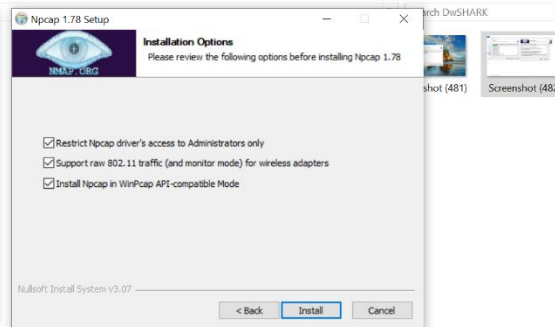 Npcap 1.78 Setup
arch DwSHARK
NMAP.ORG
Installation Options
Please review the following options before installing Npcap 1.78
shot (481)
Screenshot (482
Restrict Npcap driver's access to Administrators only
Support raw 802.11 traffic (and monitor mode) for wireless adapters
Install Npcap in WinPcap API-compatible Mode
Nullsoft Install System v3.07
< Back
Install
Cancel